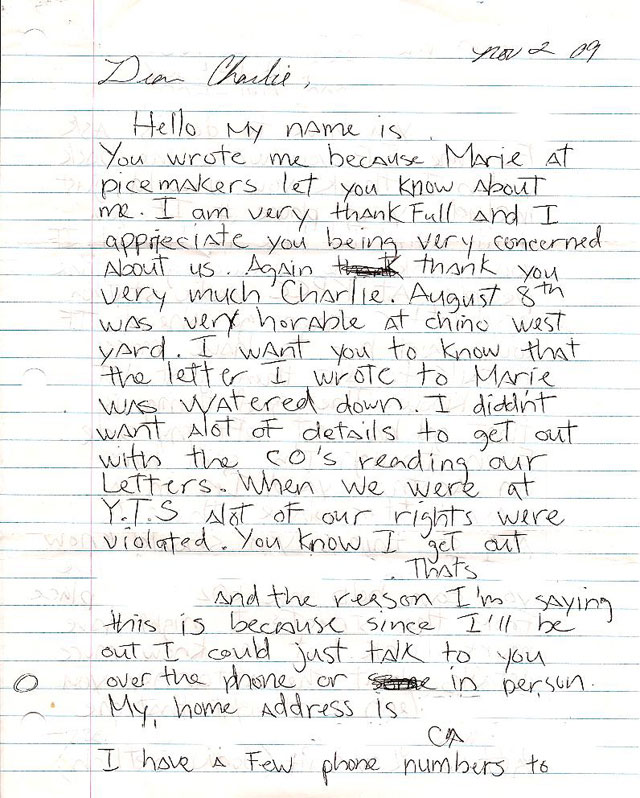 Nov 2 09
Dear Charlie,
Hello My name is
You wrote me because Marie at
picemakers let you know about
me. I am very thankFull and I
apprieciate you being very concerned
about us. Again thank you
very much Charlie. August 8th
was very horable at chino west
yard. I want you to know that
the letter I wrote to Marie
was watered down. I diddn't
want alot of details to get out
with the CO's reading our
Letters. When we were at
Y.T.S alot of our rights were
violated. You know I get out
. Thats
and the reason I'm saying
this is because since I'll be
out I could just talk to you
over the phone or in person.
My home address is
CA
I have a few phone numbers to